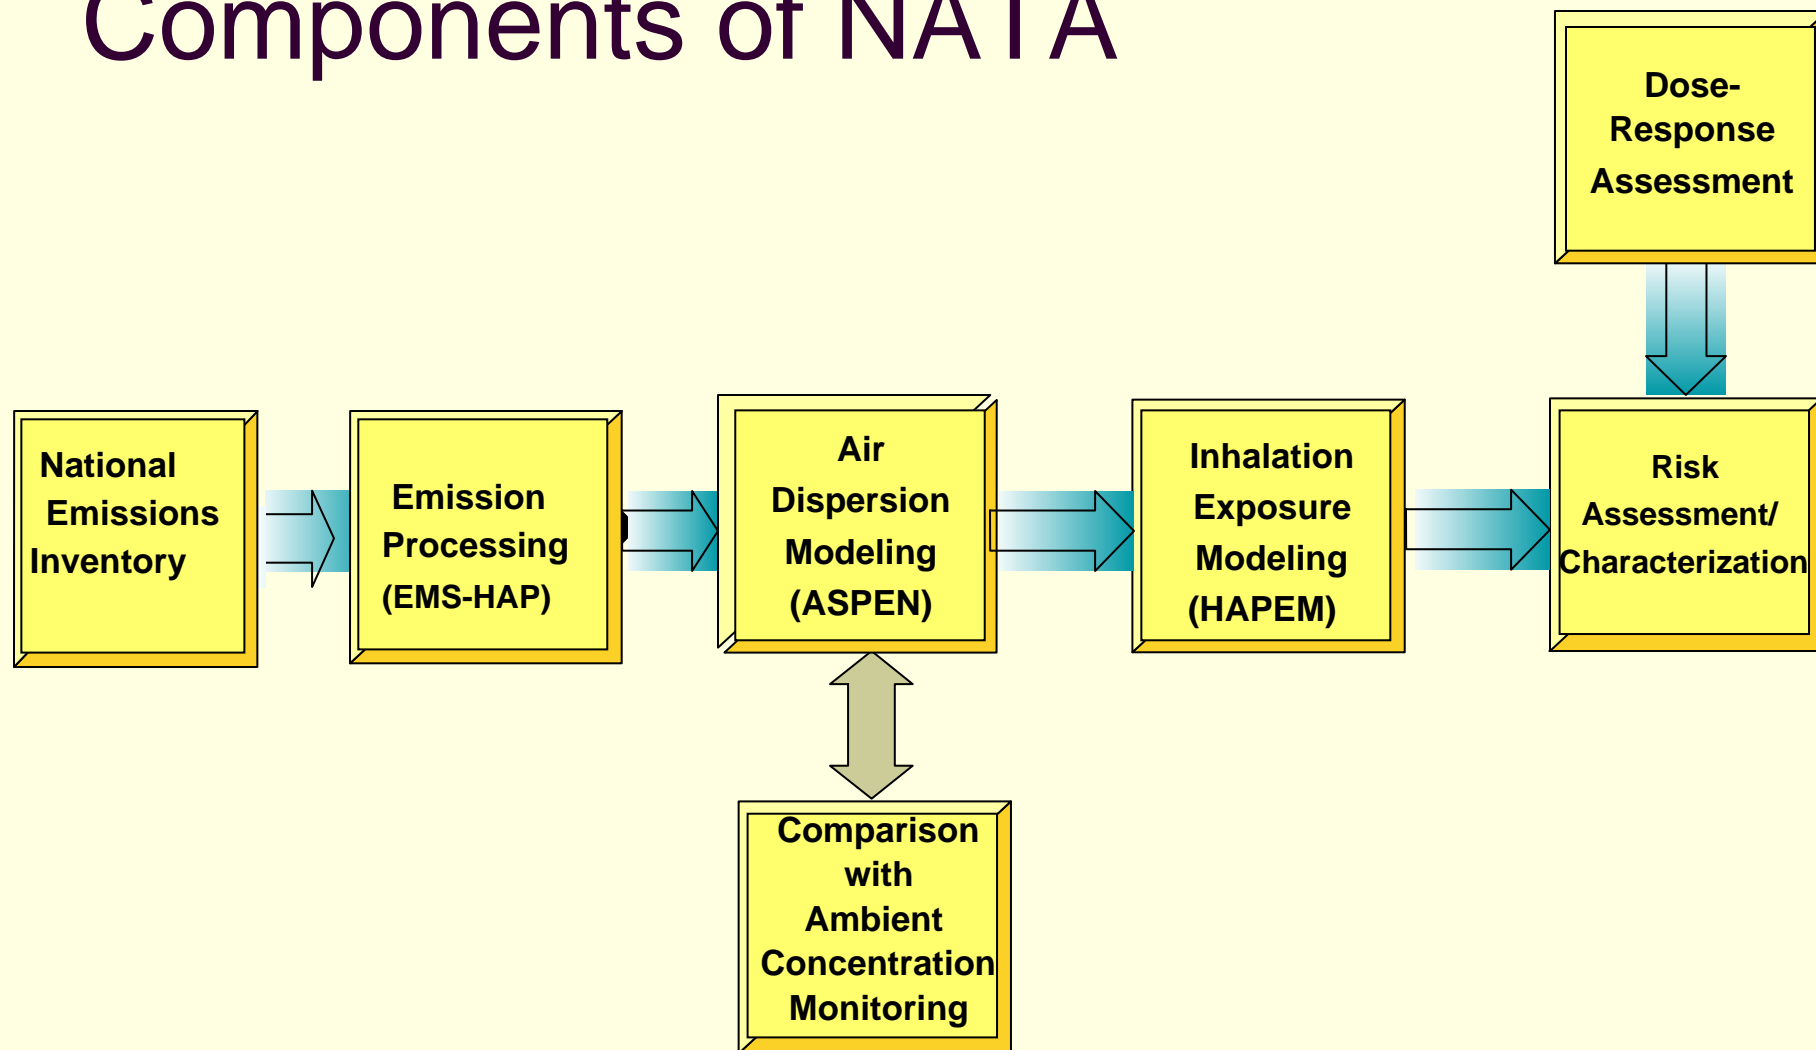 Components of NATA
Dose-
Response
Assessment
National
Emissions
Inventory
Emission
Processing
(EMS-HAP)
Air
Dispersion
Modeling
(ASPEN)
Inhalation
Exposure
Modeling
(HAPEM)
Risk
Assessment/
Characterization
Comparison
with
Ambient
Concentration
Monitoring